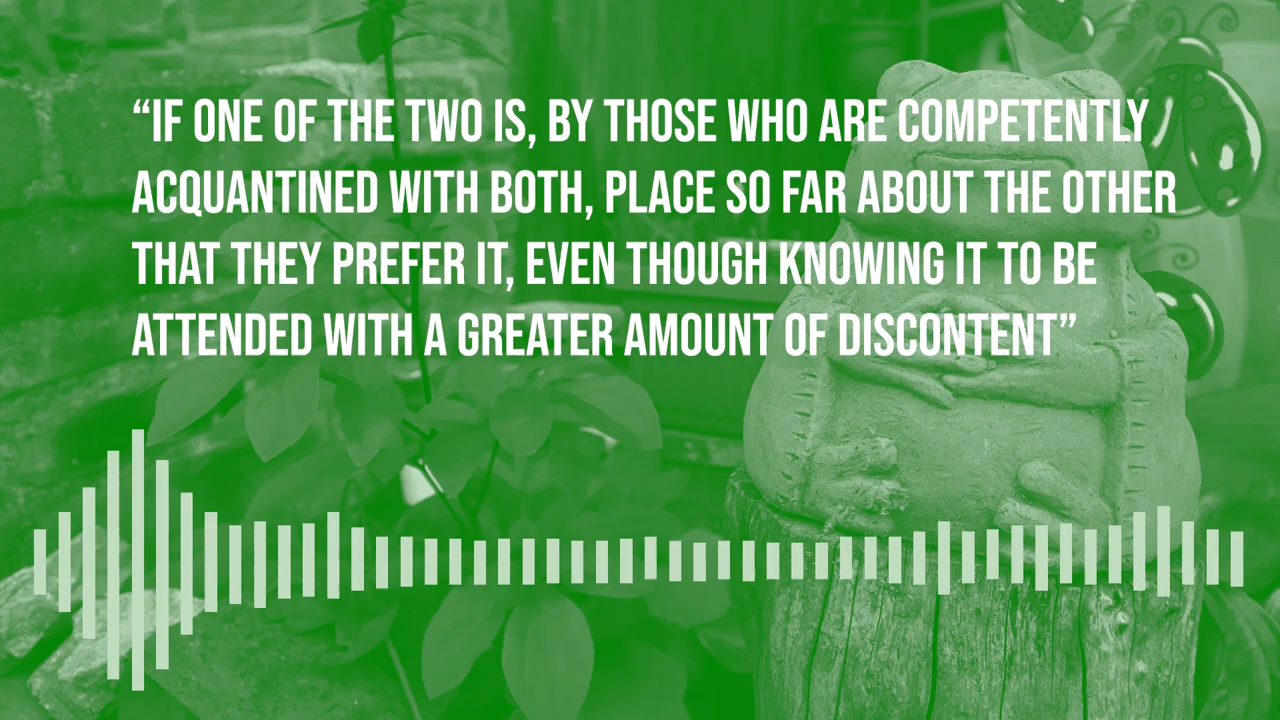 “IF ONE OF THE TWO IS, BY THOSE WHO ARE COMPETENTLY
ACQUANTINED WITH BOTH, PLACE SO FAR ABOUT THE OTHER
THAT THEY PREFER IT, EVEN THOUGH KNOWING IT TO BE
ATTENDED WITH A GREATER AMOUNT OF DISCONTENT”